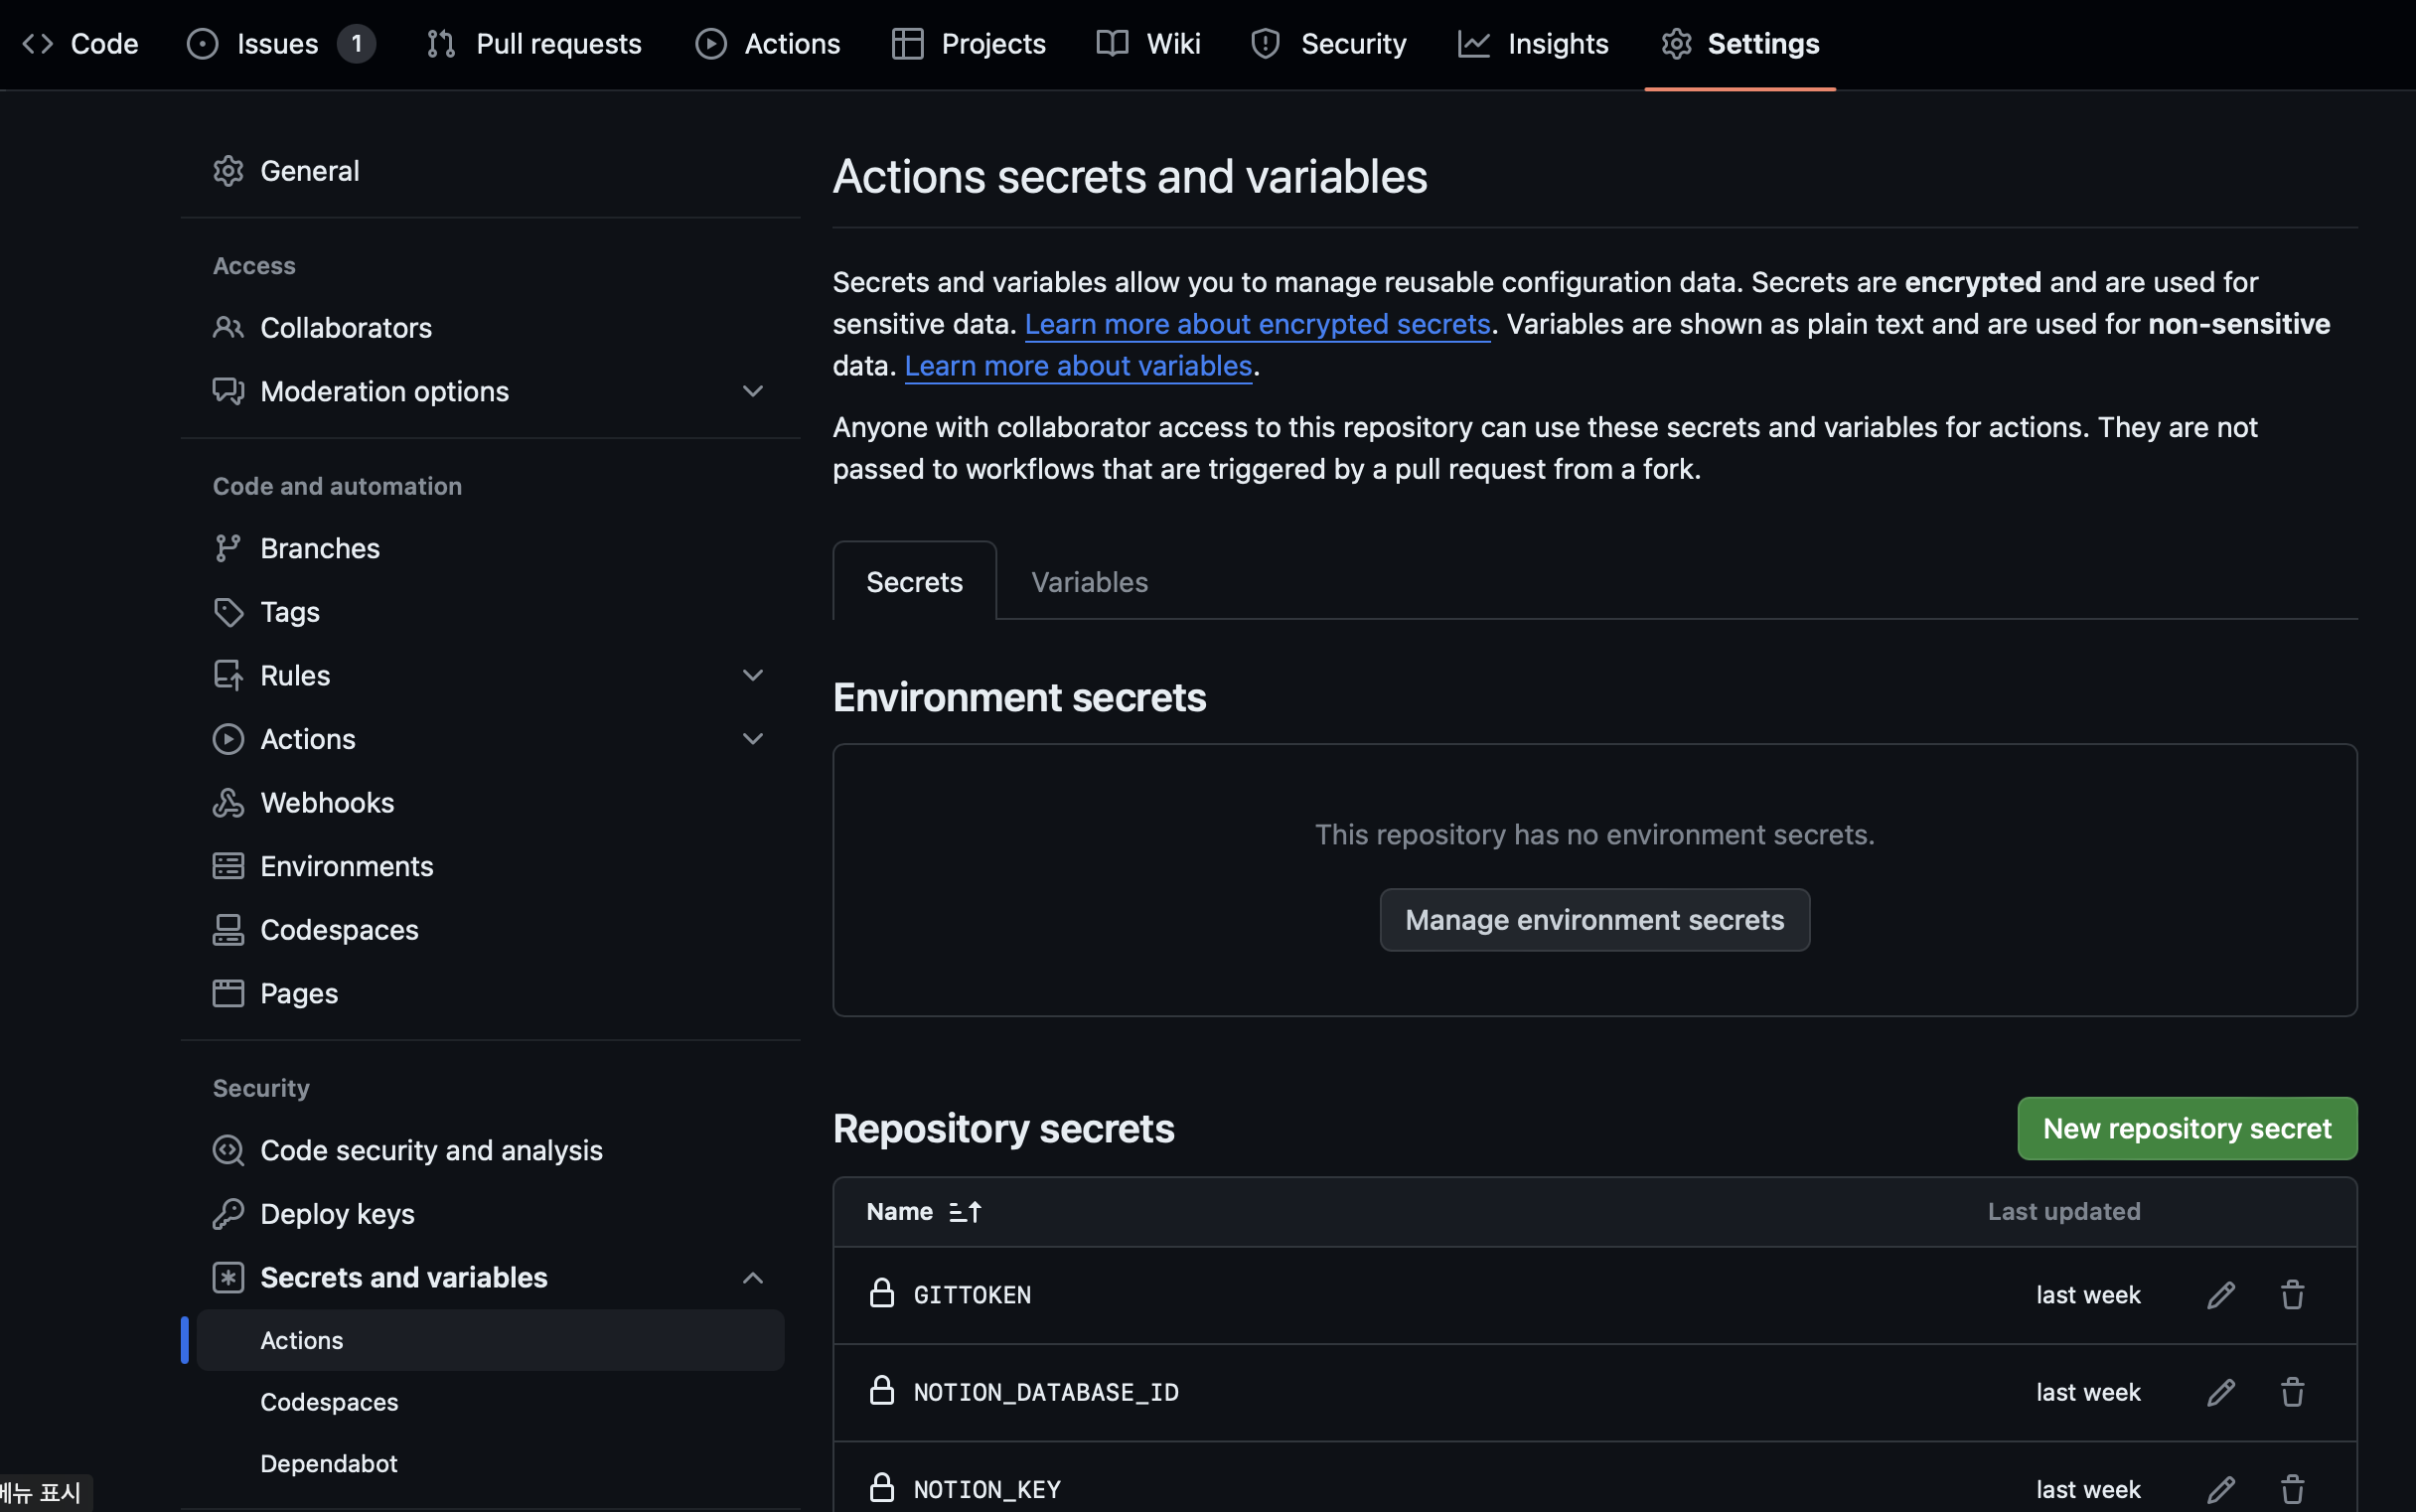 Code
Issues 1
Pull requests
Actions
Projects
Wiki
Security
Insights
Settings
General
Access
Collaborators
Moderation options
Code and automation
Branches
Tags
Rules
Actions
Webhooks
Environments
Codespaces
Pages
Security
Code security and analysis
Deploy keys
Secrets and variables
Actions
Codespaces
Dependabot
메뉴 표시
Actions secrets and variables
Secrets and variables allow you to manage reusable configuration data. Secrets are encrypted and are used for
sensitive data. Learn more about encrypted secrets. Variables are shown as plain text and are used for non-sensitive
data. Learn more about variables.
Anyone with collaborator access to this repository can use these secrets and variables for actions. They are not
passed to workflows that are triggered by a pull request from a fork.
Secrets
Variables
Environment secrets
This repository has no environment secrets.
Manage environment secrets
Repository secrets
New repository secret
Name
Last updated
GITTOKEN
last week
NOTION_DATABASE_ID
last week
NOTION_KEY
last week